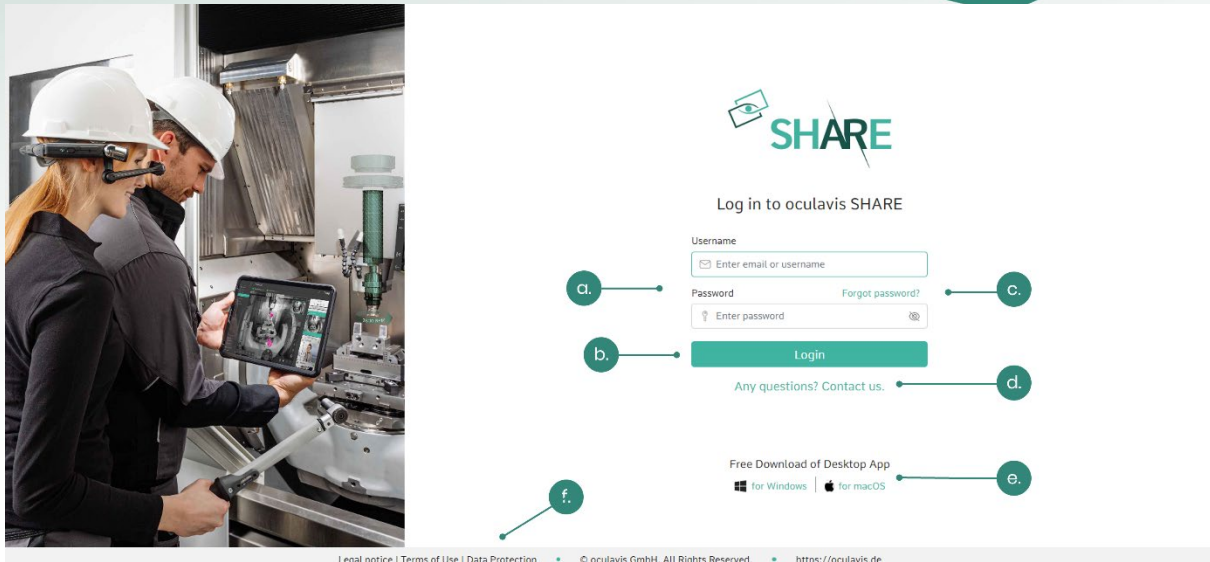 SHARE
Log in to oculavis SHARE
Username
Enter email or username
a.
Password Forgot password?
c.
Enter password
b.
Login
Any questions? Contact us.
d.
Free Download of Desktop App
e.
for Windows | for macOS
f.
Legal notice | Terms of Use | Data Protection • © oculavis GmbH. All Rights Reserved. • https://oculavis.de